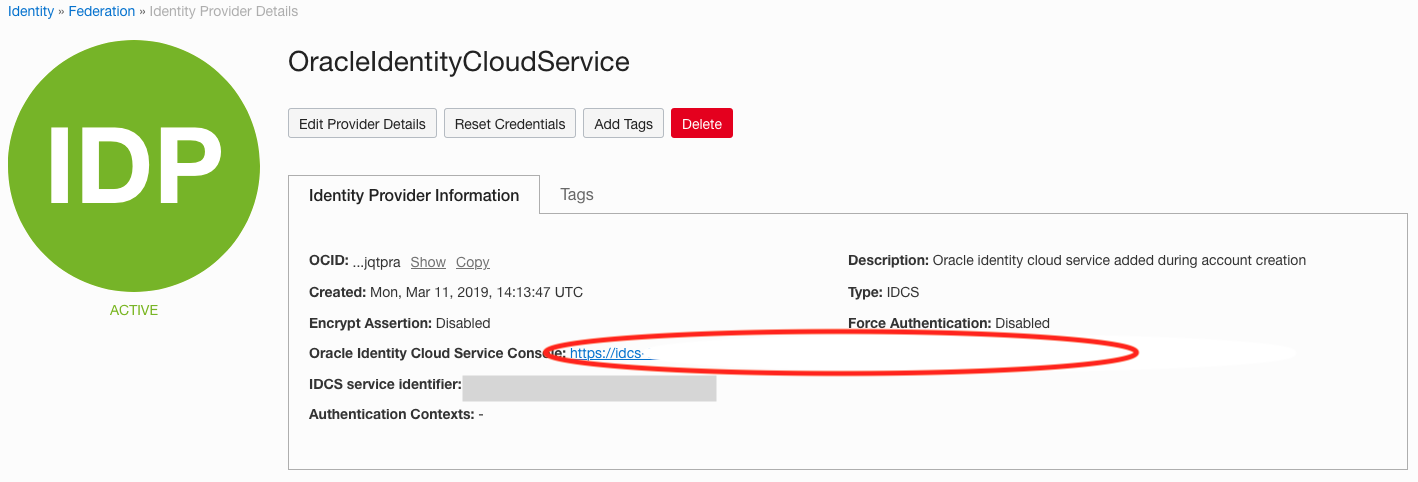 Identity » Federation » Identity Provider Details
IDP
ACTIVE
OracleIdentityCloudService
Edit Provider Details Reset Credentials Add Tags Delete
Identity Provider Information Tags
OCID: ...jqtpra Show Copy
Description: Oracle identity cloud service added during account creation
Created: Mon, Mar 11, 2019, 14:13:47 UTC
Type: IDCS
Encrypt Assertion: Disabled
Force Authentication: Disabled
Oracle Identity Cloud Service Console: https://idcs-
IDCS service identifier:
Authentication Contexts: -